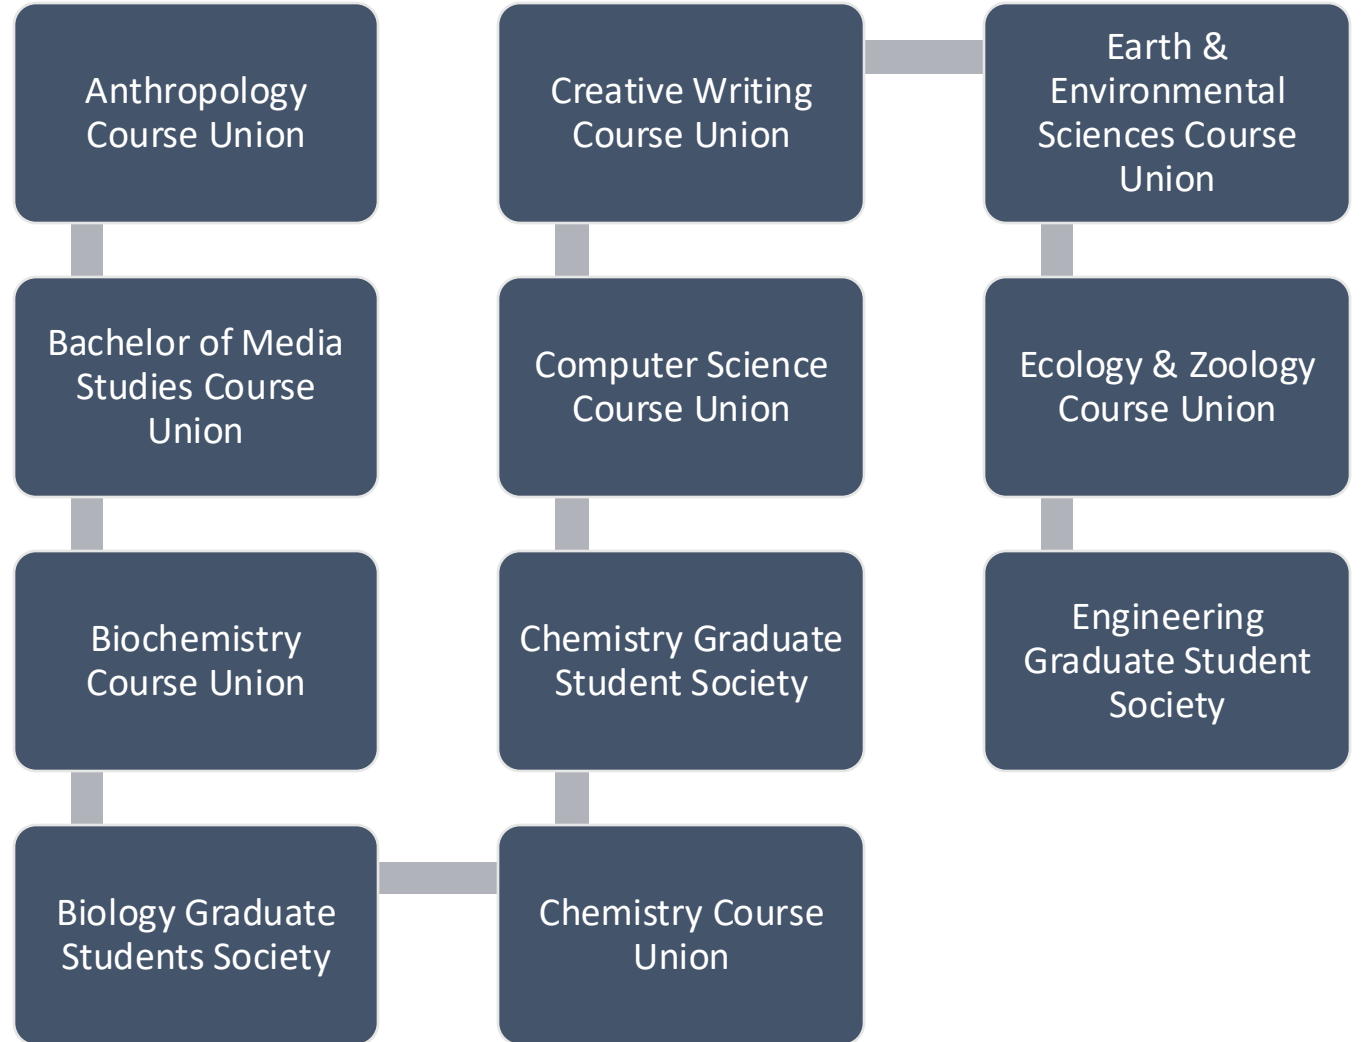 Anthropology
Course Union
Bachelor of Media
Studies Course
Union
Biochemistry
Course Union
Biology Graduate
Students Society
Chemistry Course
Union
Chemistry Graduate
Student Society
Computer Science
Course Union
Creative Writing
Course Union
Earth &
Environmental
Sciences Course
Union
Ecology & Zoology
Course Union
Engineering
Graduate Student
Society